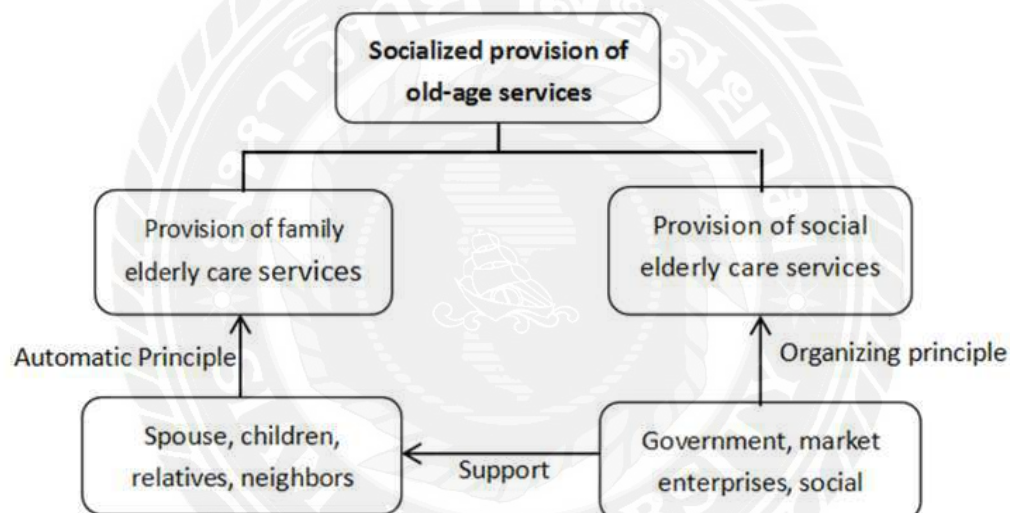 Socialized provision of
old-age services
Provision of family
elderly care services
Provision of social
elderly care services
Automatic Principle
Organizing principle
Spouse, children,
relatives, neighbors
Support
Government, market
enterprises, social